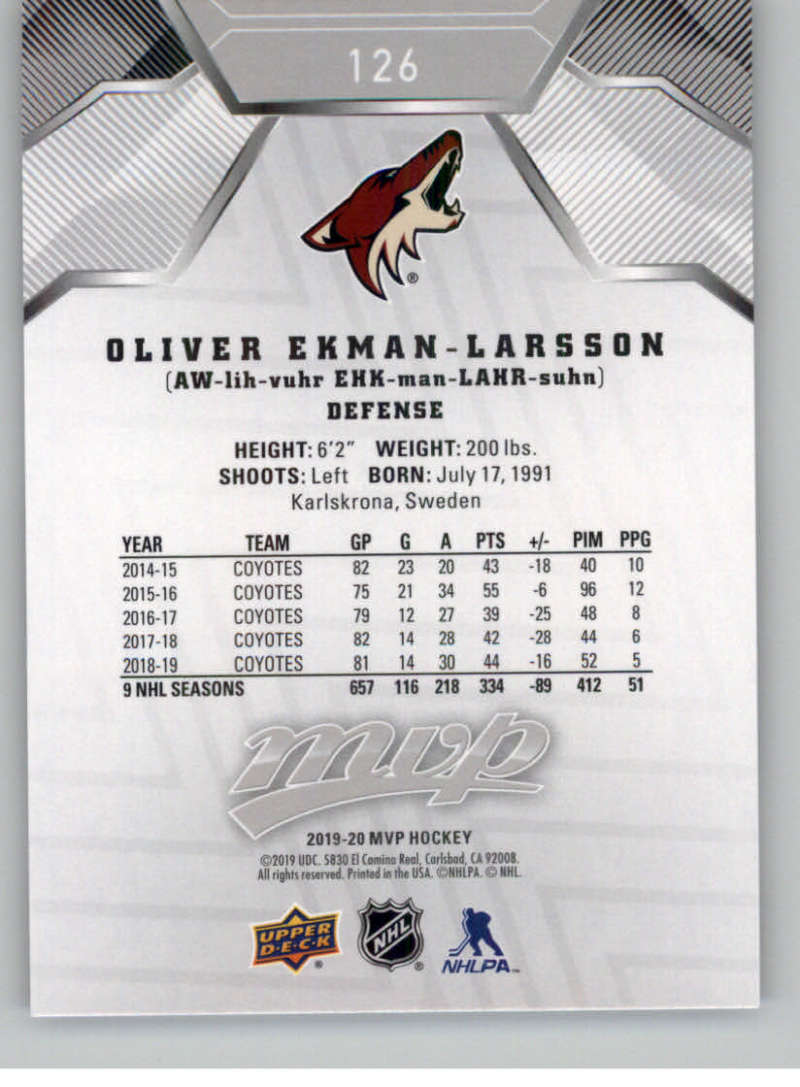 126
®
OLIVER EKMAN-LARSSON
(AW-lih-vuhr EHK-man-LAHR-suhn)
DEFENSE
HEIGHT: 6'2" WEIGHT: 200 lbs.
SHOOTS: Left BORN: July 17, 1991
Karlskrona, Sweden
YEAR TEAM GP G A PTS +/- PIM PPG
2014-15 COYOTES 82 23 20 43 -18 40 10
2015-16 COYOTES 75 21 34 55 -6 96 12
2016-17 COYOTES 79 12 27 39 -25 48 8
2017-18 COYOTES 82 14 28 42 -28 44 6
2018-19 COYOTES 81 14 30 44 -16 52 5
9 NHL SEASONS 657 116 218 334 -89 412 51
mvp
2019-20 MVP HOCKEY
©2019 UDC. 5830 El Camino Real, Carlsbad, CA 92008.
All rights reserved. Printed in the USA. ©NHLPA. © NHL.
UPPER D·E·C·K ® NHL ® NHLPA™